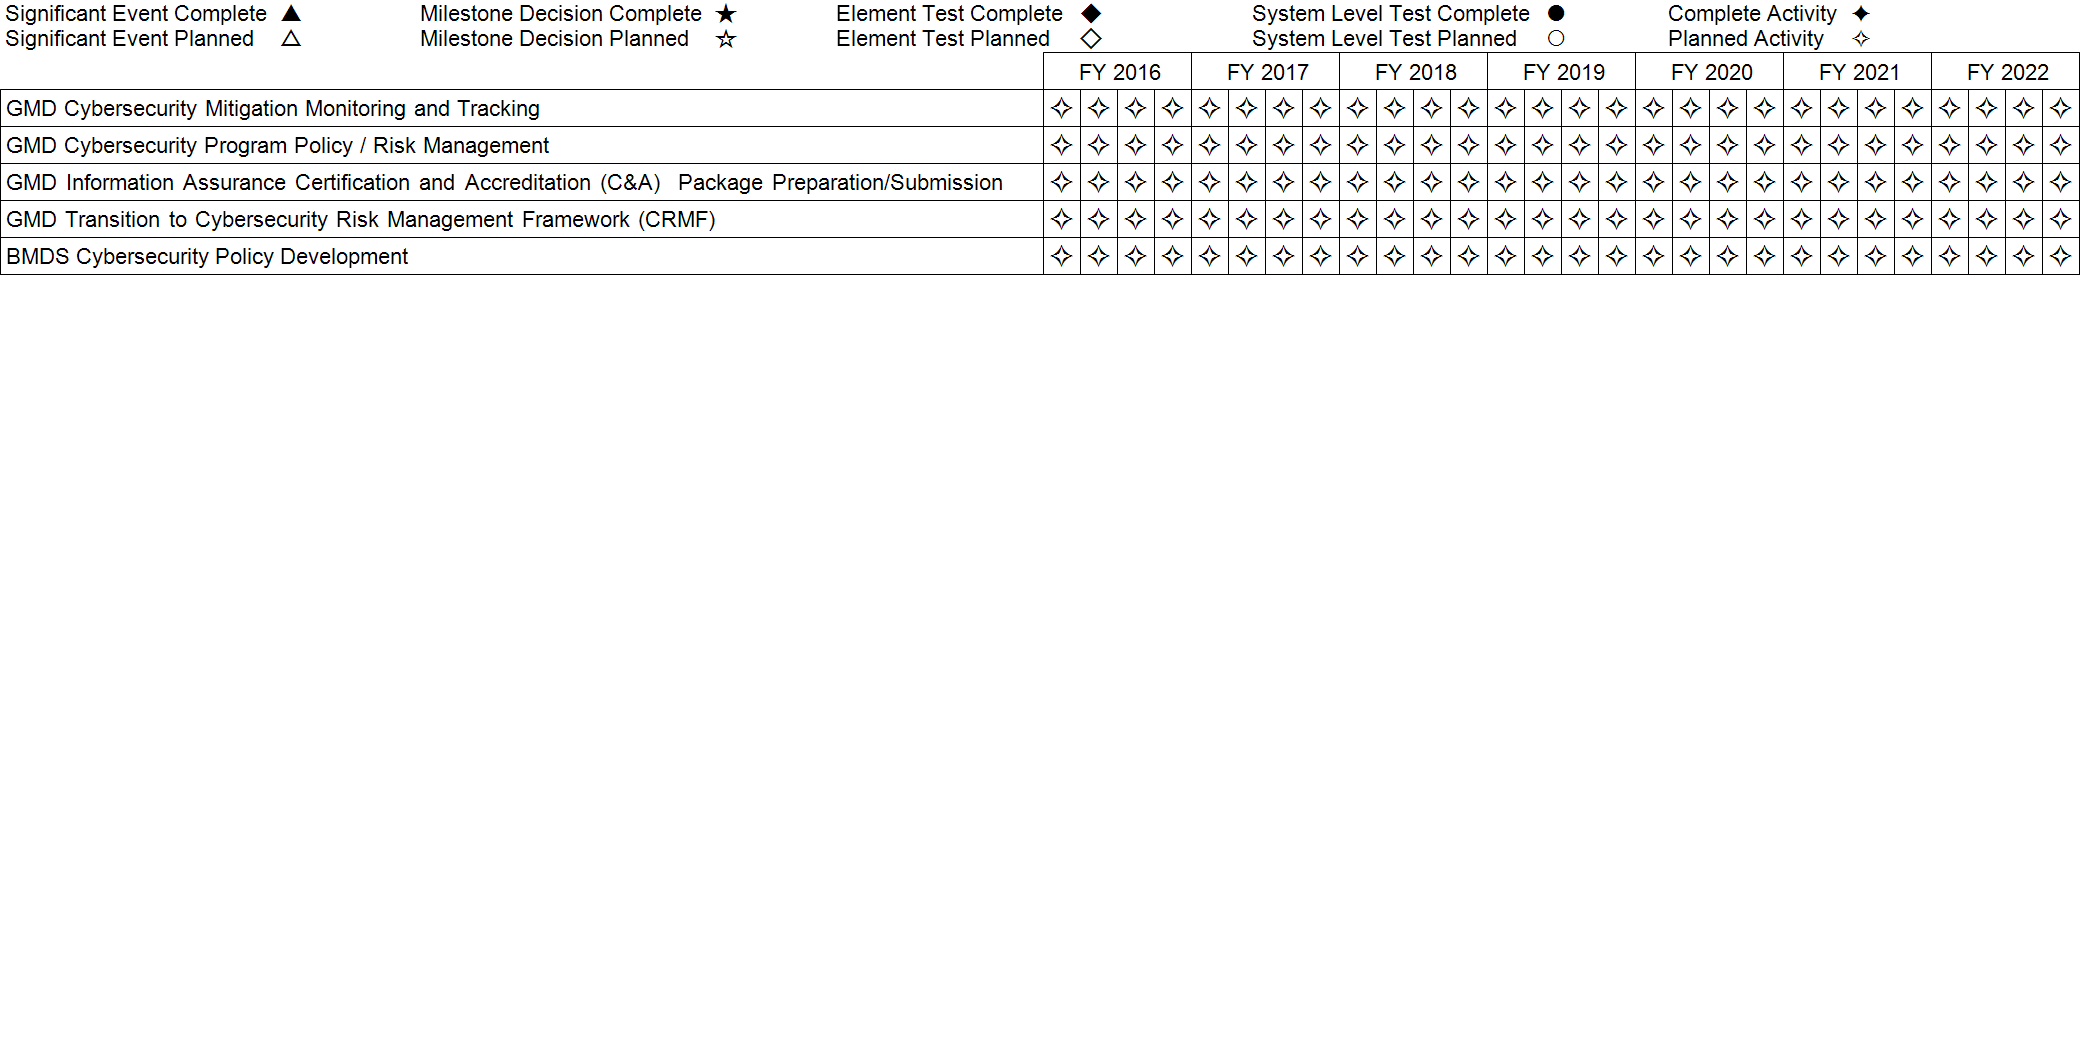 Significant Event Complete ▲ Milestone Decision Complete ★ Element Test Complete ◆ System Level Test Complete ● Complete Activity ✦
Significant Event Planned △ Milestone Decision Planned ☆ Element Test Planned ◇ System Level Test Planned ○ Planned Activity ✧
FY 2016 FY 2017 FY 2018 FY 2019 FY 2020 FY 2021 FY 2022
GMD Cybersecurity Mitigation Monitoring and Tracking ✧ ✧ ✧ ✧ ✧ ✧ ✧ ✧ ✧ ✧ ✧ ✧ ✧ ✧ ✧ ✧ ✧ ✧ ✧ ✧ ✧ ✧ ✧ ✧ ✧ ✧ ✧ ✧
GMD Cybersecurity Program Policy / Risk Management ✧ ✧ ✧ ✧ ✧ ✧ ✧ ✧ ✧ ✧ ✧ ✧ ✧ ✧ ✧ ✧ ✧ ✧ ✧ ✧ ✧ ✧ ✧ ✧ ✧ ✧ ✧ ✧
GMD Information Assurance Certification and Accreditation (C&A) Package Preparation/Submission ✧ ✧ ✧ ✧ ✧ ✧ ✧ ✧ ✧ ✧ ✧ ✧ ✧ ✧ ✧ ✧ ✧ ✧ ✧ ✧ ✧ ✧ ✧ ✧ ✧ ✧ ✧ ✧
GMD Transition to Cybersecurity Risk Management Framework (CRMF) ✧ ✧ ✧ ✧ ✧ ✧ ✧ ✧ ✧ ✧ ✧ ✧ ✧ ✧ ✧ ✧ ✧ ✧ ✧ ✧ ✧ ✧ ✧ ✧ ✧ ✧ ✧ ✧
BMDS Cybersecurity Policy Development ✧ ✧ ✧ ✧ ✧ ✧ ✧ ✧ ✧ ✧ ✧ ✧ ✧ ✧ ✧ ✧ ✧ ✧ ✧ ✧ ✧ ✧ ✧ ✧ ✧ ✧ ✧ ✧